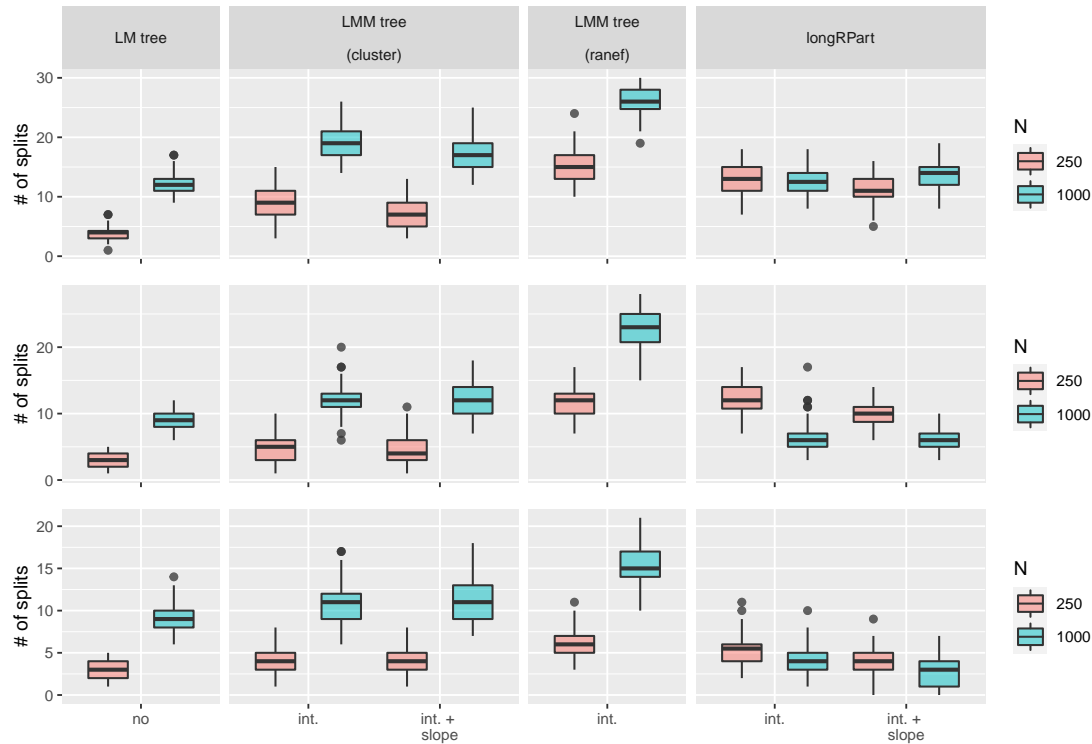 LM tree
LMM tree
(cluster)
LMM tree
(ranef)
longRPart
# of splits
30
20
10
0
N
250
1000
# of splits
20
10
0
N
250
1000
# of splits
20
15
10
5
0
N
250
1000
no
int.
int. +
slope
int.
int.
int. +
slope